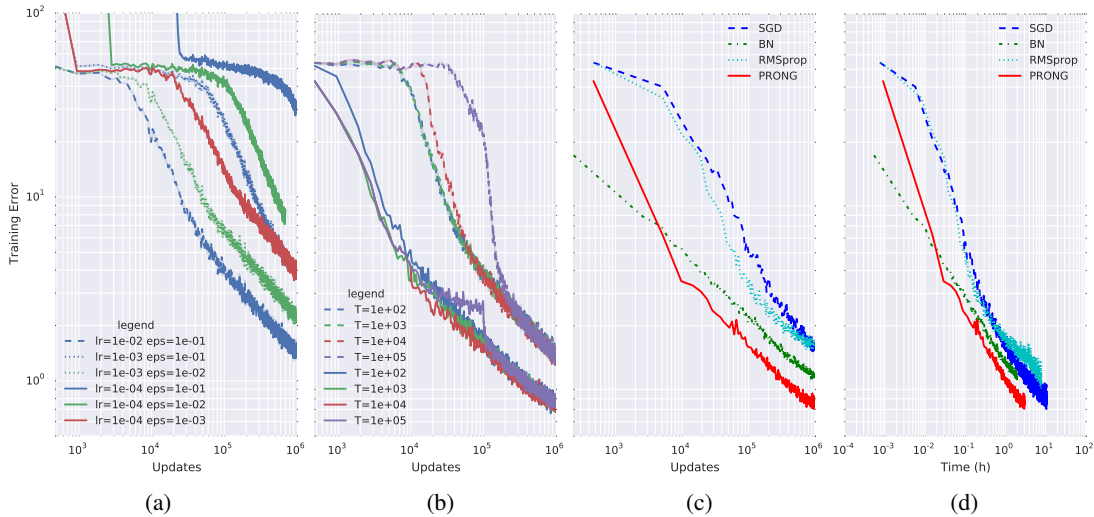 Training Error
10²
10¹
10⁰
legend
lr=1e-02 eps=1e-01
lr=1e-03 eps=1e-01
lr=1e-03 eps=1e-02
lr=1e-04 eps=1e-01
lr=1e-04 eps=1e-02
lr=1e-04 eps=1e-03
10³ 10⁴ 10⁵ 10⁶
Updates
(a)
legend
T=1e+02
T=1e+03
T=1e+04
T=1e+05
T=1e+02
T=1e+03
T=1e+04
T=1e+05
10³ 10⁴ 10⁵ 10⁶
Updates
(b)
SGD
BN
RMSprop
PRONG
10³ 10⁴ 10⁵ 10⁶
Updates
(c)
SGD
BN
RMSprop
PRONG
10⁻⁴ 10⁻³ 10⁻² 10⁻¹ 10⁰ 10¹ 10²
Time (h)
(d)